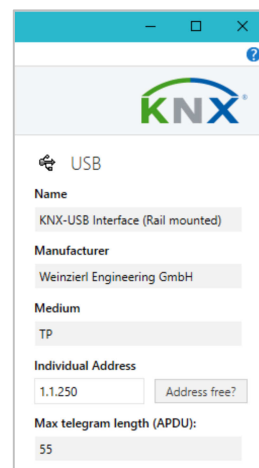 ?
KNX®
USB
Name
KNX-USB Interface (Rail mounted)
Manufacturer
Weinzierl Engineering GmbH
Medium
TP
Individual Address
1.1.250 Address free?
Max telegram length (APDU):
55